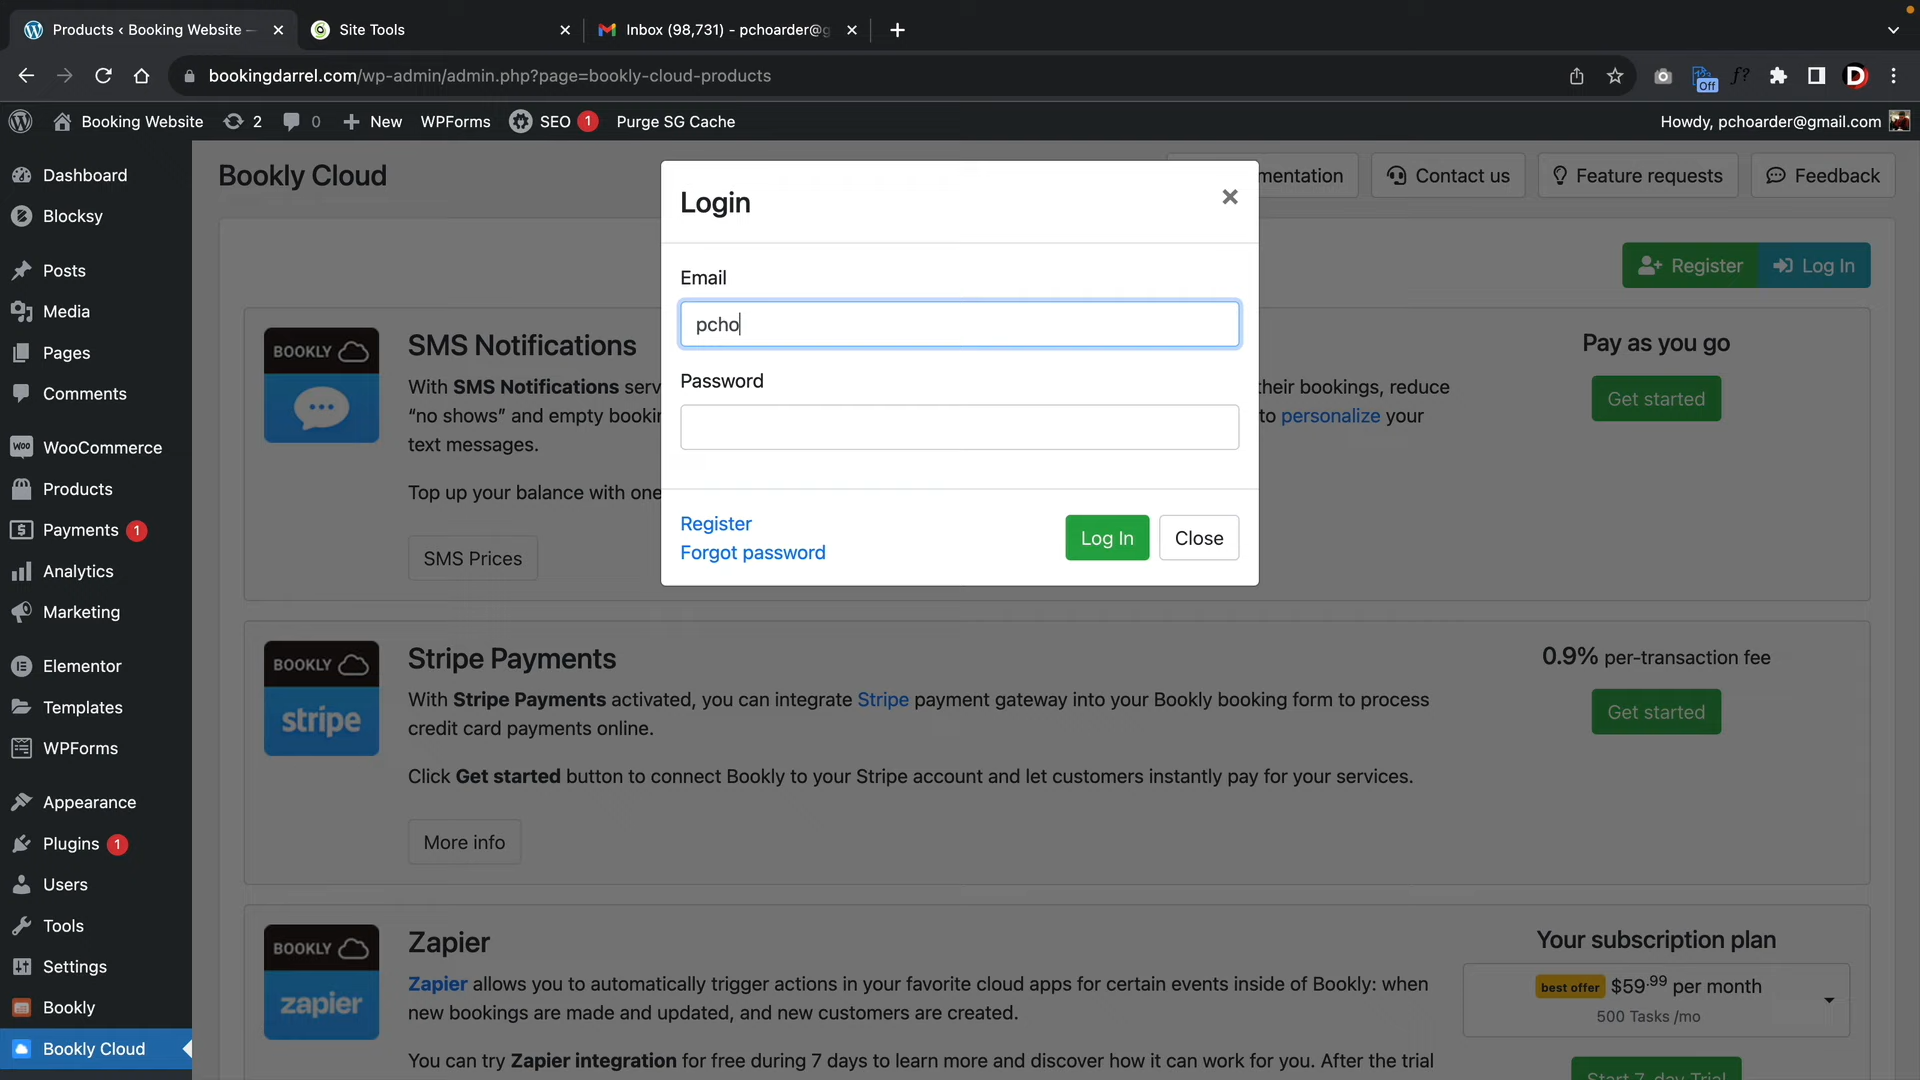 Products ‹ Booking Website —
Site Tools
Inbox (98,731) - pchoarder@g
bookingdarrel.com/wp-admin/admin.php?page=bookly-cloud-products
Off
f?
D
Booking Website
2
0
New
WPForms
SEO
1
Purge SG Cache
Howdy, pchoarder@gmail.com
Dashboard
Blocksy
Posts
Media
Pages
Comments
WooCommerce
Products
Payments
1
Analytics
Marketing
Elementor
Templates
WPForms
Appearance
Plugins
1
Users
Tools
Settings
Bookly
Bookly Cloud
Bookly Cloud
mentation
Contact us
Feature requests
Feedback
Register
Log In
Login
Email
pcho
Password
Register
Forgot password
Log In
Close
BOOKLY
SMS Notifications
With SMS Notifications serv
heir bookings, reduce
“no shows” and empty bookin
to personalize your
text messages.
Top up your balance with one
SMS Prices
Pay as you go
Get started
BOOKLY
stripe
Stripe Payments
With Stripe Payments activated, you can integrate Stripe payment gateway into your Bookly booking form to process
credit card payments online.
Click Get started button to connect Bookly to your Stripe account and let customers instantly pay for your services.
More info
0.9% per-transaction fee
Get started
BOOKLY
zapier
Zapier
Zapier allows you to automatically trigger actions in your favorite cloud apps for certain events inside of Bookly: when
new bookings are made and updated, and new customers are created.
You can try Zapier integration for free during 7 days to learn more and discover how it can work for you. After the trial
Your subscription plan
best offer $59.99 per month
500 Tasks /mo
Start 7-day Trial